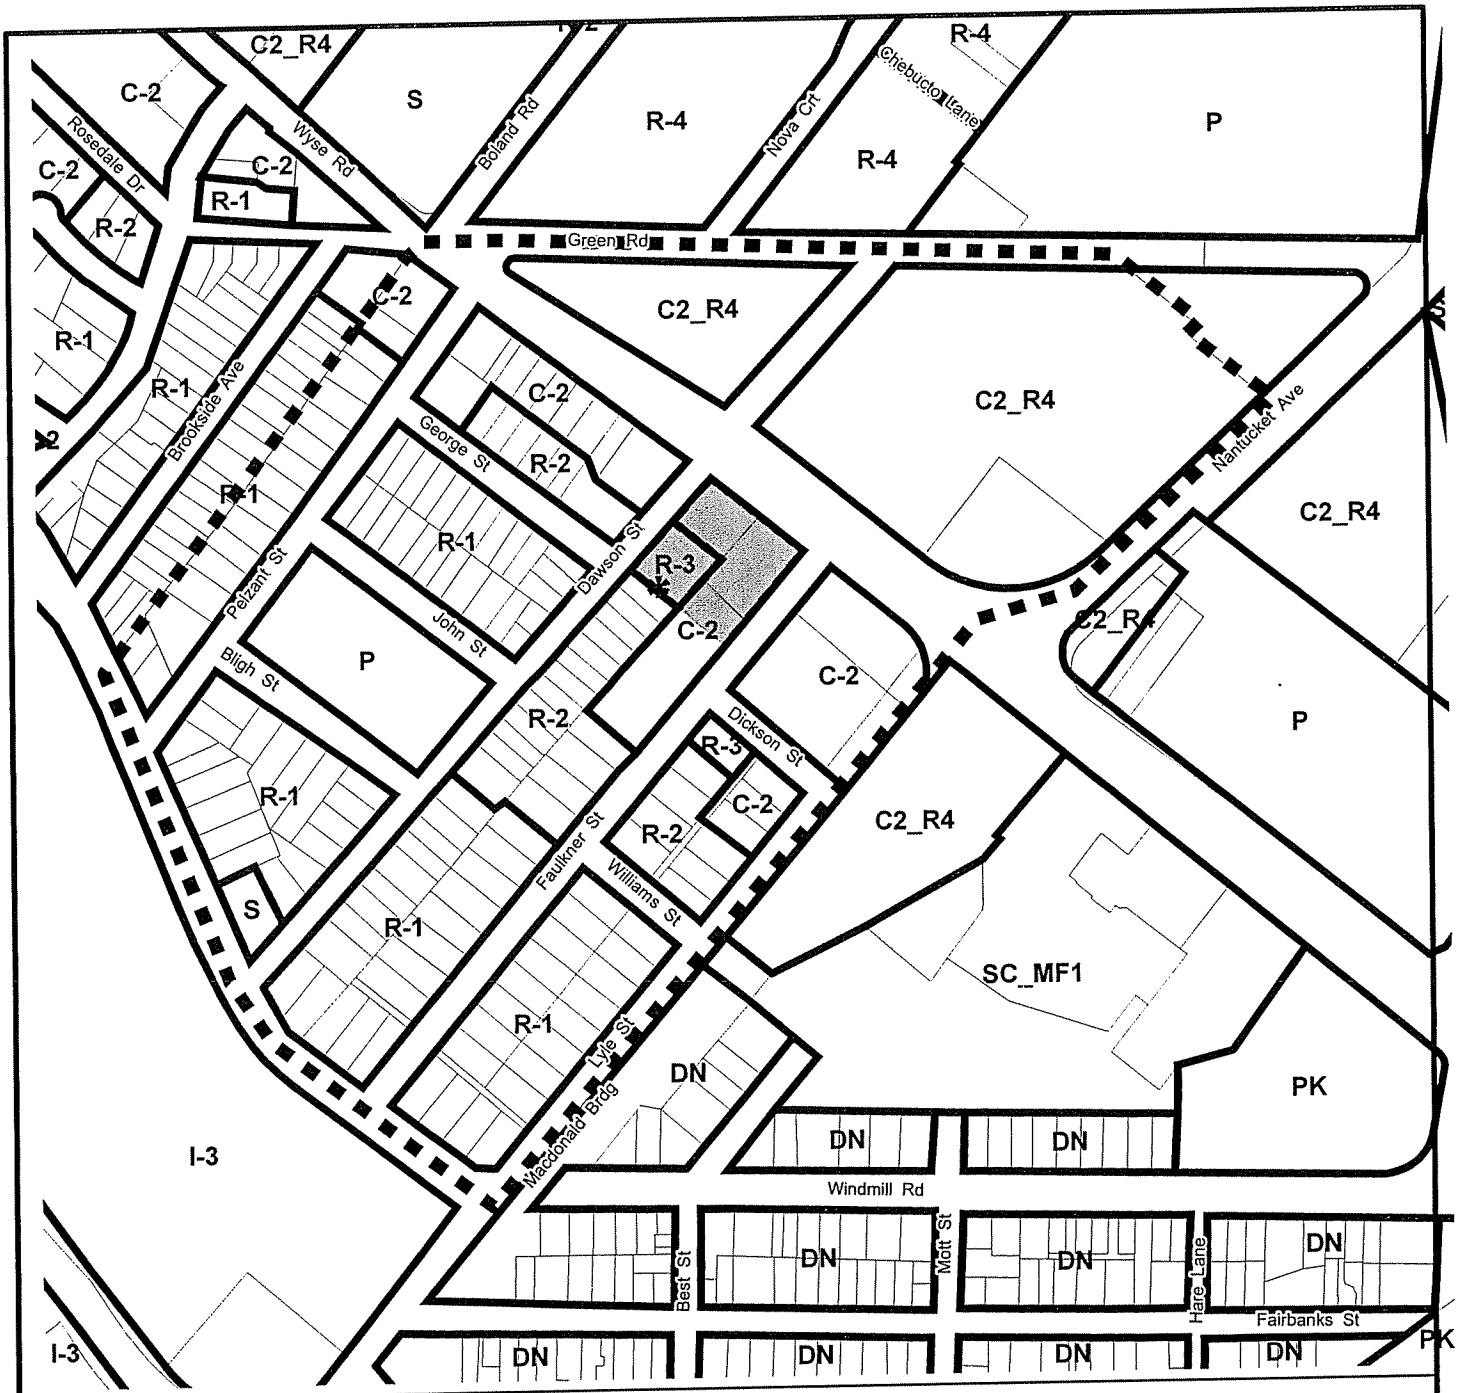 C2_R4
R-4
C-2
S
Boland Rd
R-4
Nova Crt
Chebucto Lane
P
Rosedale Dr
Wyse Rd
C-2
C-2
R-4
R-1
R-2
Green Rd
C-2
C2_R4
R-1
R-1
Brookside Ave
C-2
C2_R4
Nantucket Ave
George St
R-2
R-1
C2_R4
R-1
Dawson St
R-3
*
Pelzant St
John St
C-2
C2_R4
Bligh St
P
C-2
R-2
Dickson St
P
R-3
R-1
C-2
C2_R4
R-2
Faulkner St
Williams St
S
R-1
SC_MF1
R-1
Lyle St
DN
PK
Macdonald Brdg
DN
DN
I-3
Windmill Rd
Best St
DN
Mott St
DN
Hare Lane
DN
Fairbanks St
I-3
DN
DN
DN
DN
PK